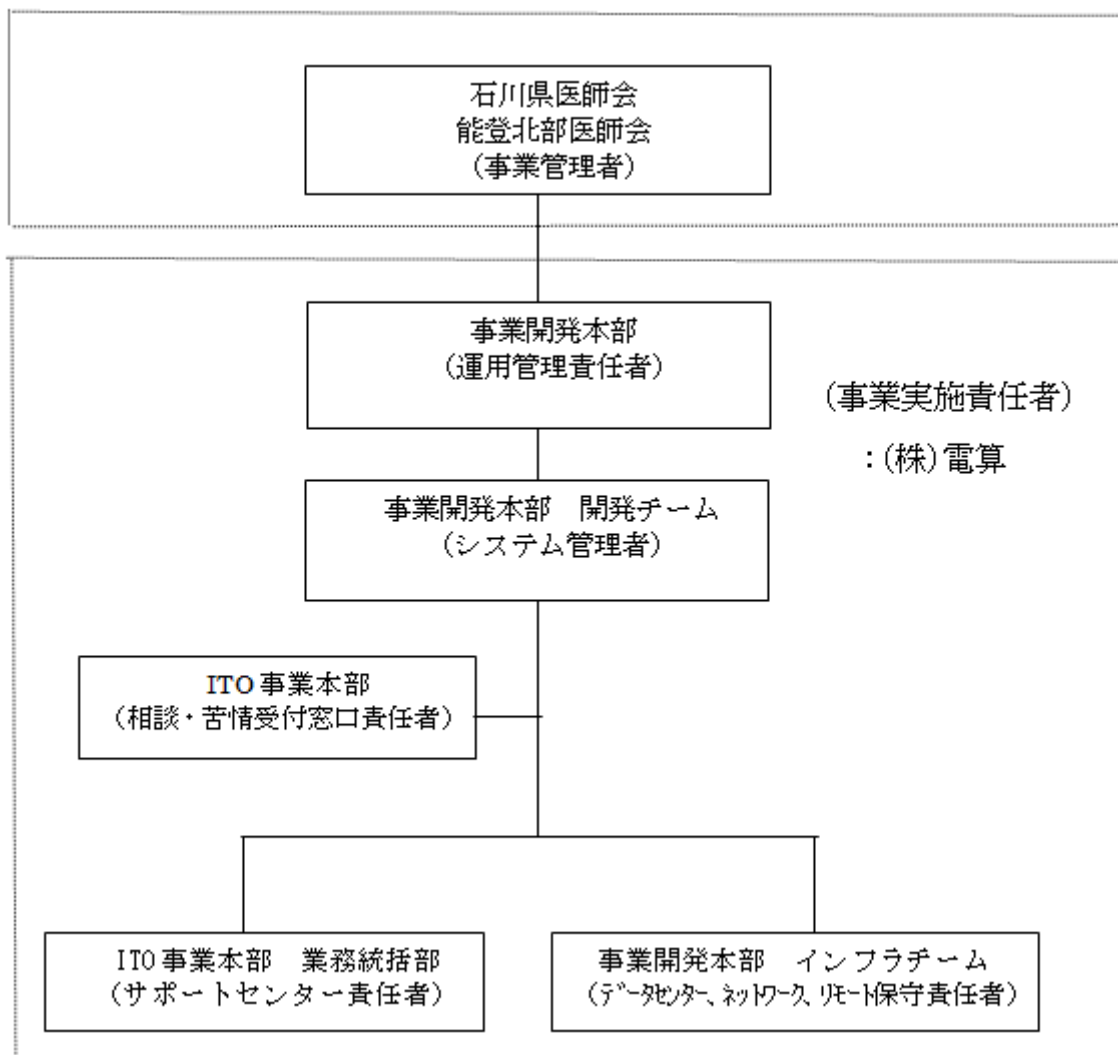 石川県医師会
能登北部医師会
（事業管理者）
事業開発本部
（運用管理責任者）
（事業実施責任者）
：(株)電算
事業開発本部　開発チーム
（システム管理者）
ITO 事業本部
（相談・苦情受付窓口責任者）
ITO 事業本部　業務統括部
（サポートセンター責任者）
事業開発本部　インフラチーム
（ﾃﾞｰﾀｾﾝﾀｰ、ﾈｯﾄﾜｰｸ、ﾘﾓｰﾄ保守責任者）